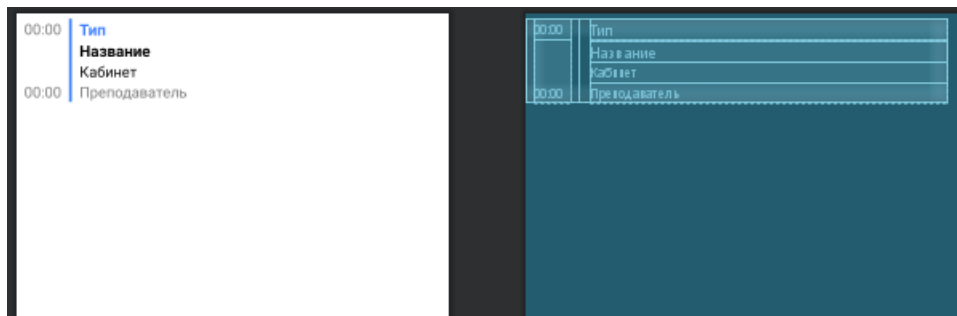 00:00 Тип
Название
Кабинет
00:00 Преподаватель
00:00 Тип
Название
Кабинет
00:00 Преподаватель